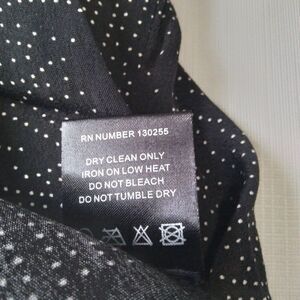 RN NUMBER 130255
DRY CLEAN ONLY
IRON ON LOW HEAT
DO NOT BLEACH
DO NOT TUMBLE DRY